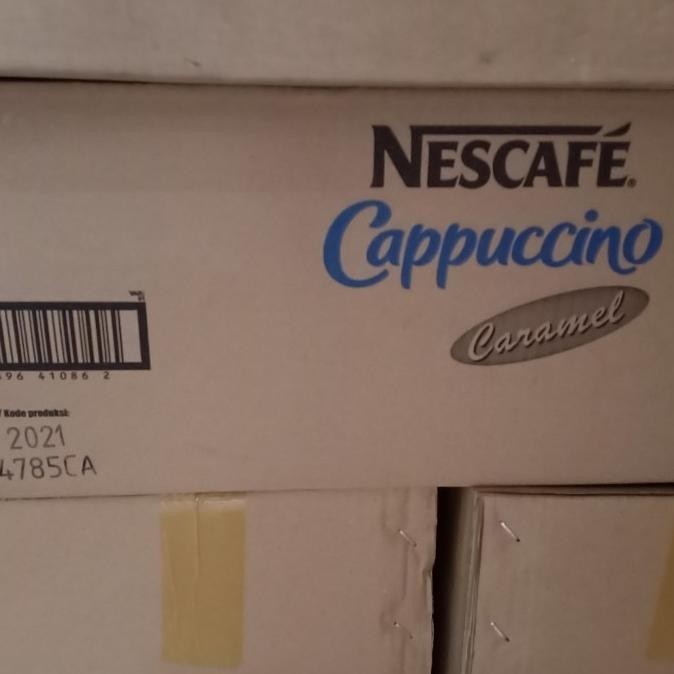 NESCAFÉ®
Cappuccino
Caramel
96 41086 2
/ Kode produksi:
2021
4785CA